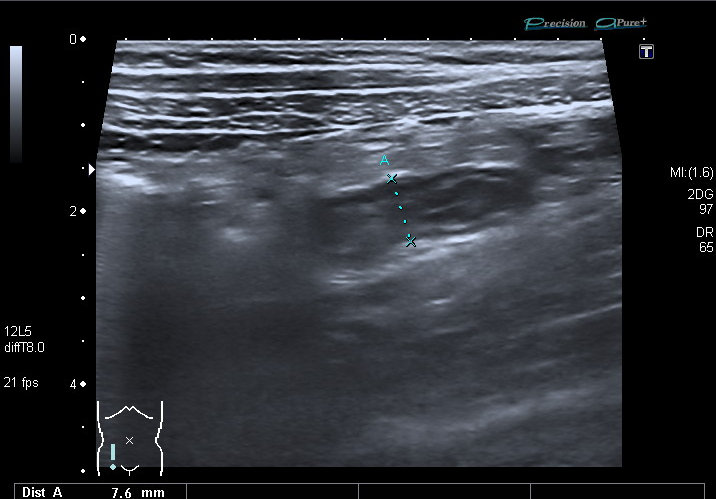 Precision APure+
0
T
A
MI:(1.6)
2DG
97
DR
65
2
12L5
diffT8.0
21 fps
4
Dist A 7.6 mm